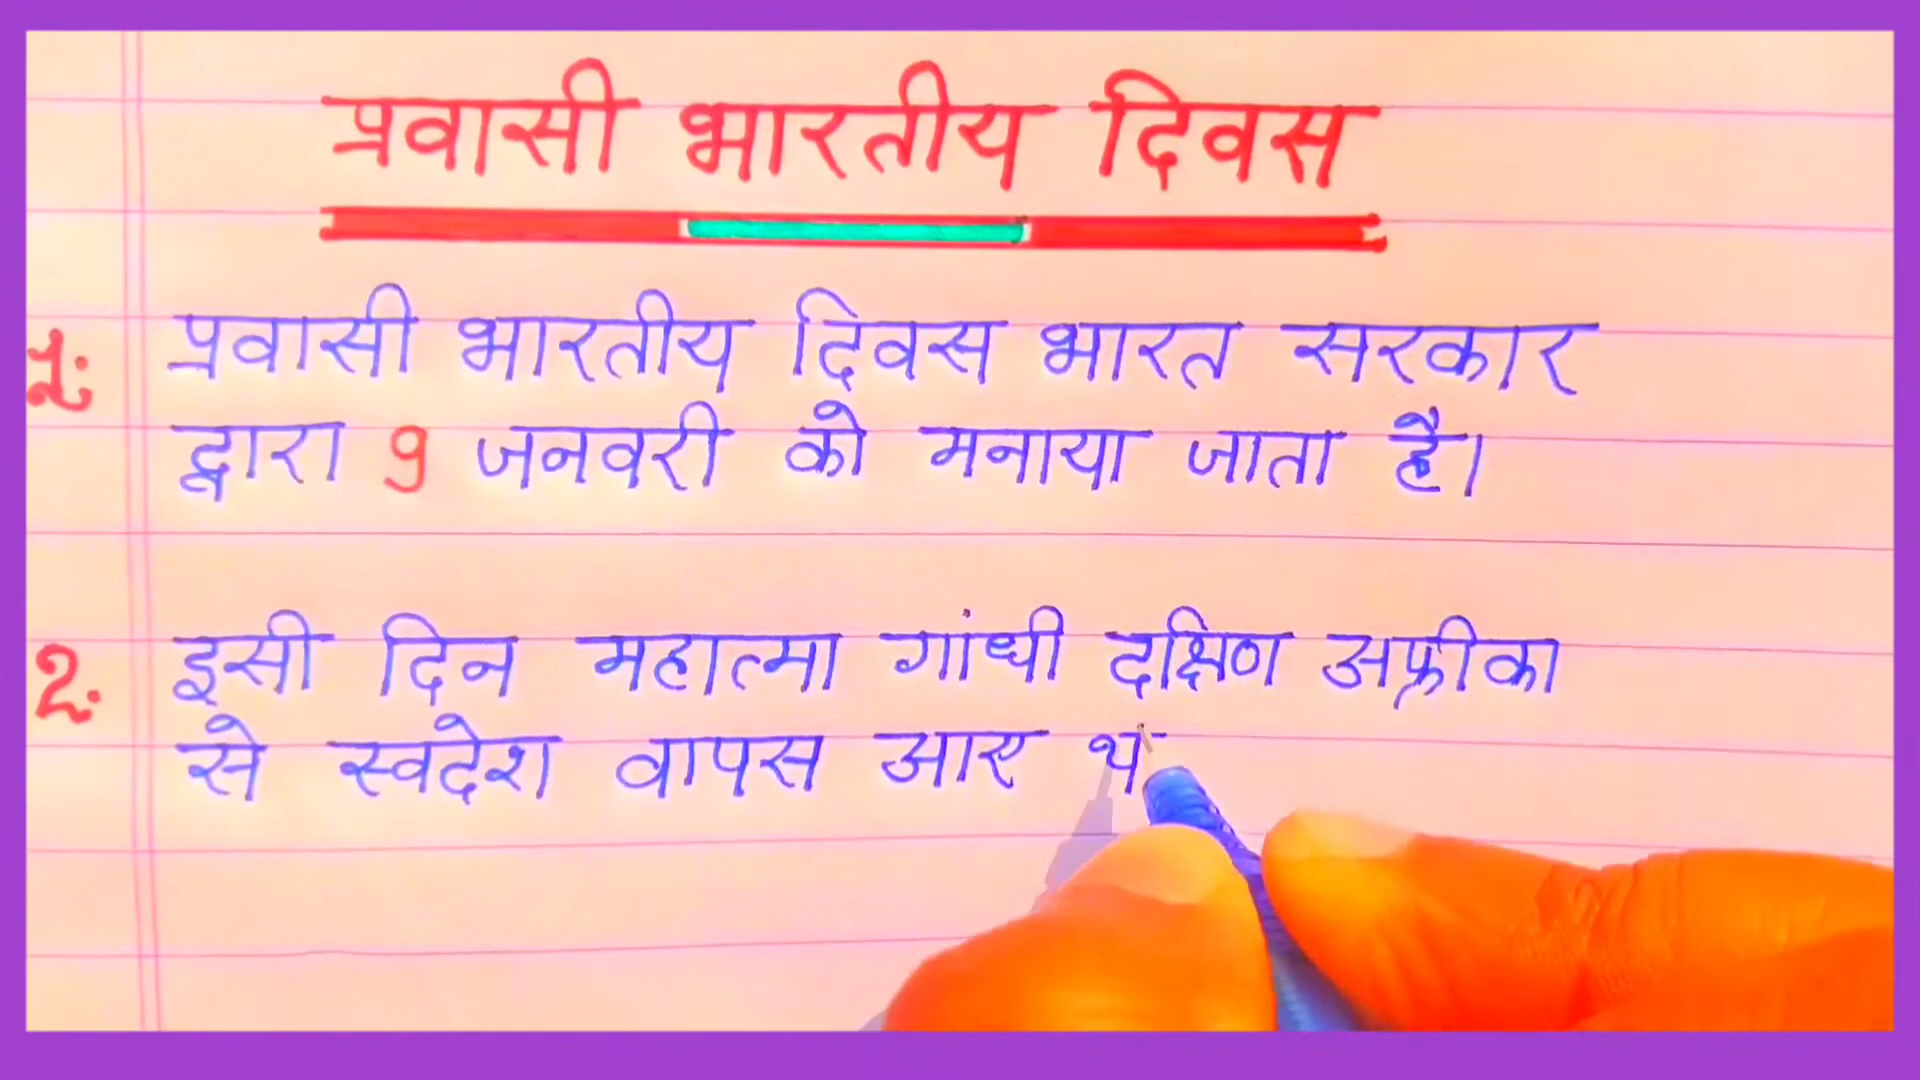 प्रवासी भारतीय दिवस
1. प्रवासी भारतीय दिवस भारत सरकार
द्वारा 9 जनवरी को मनाया जाता है।
2. इसी दिन महात्मा गांधी दक्षिण अफ्रीका
से स्वदेश वापस आए थ